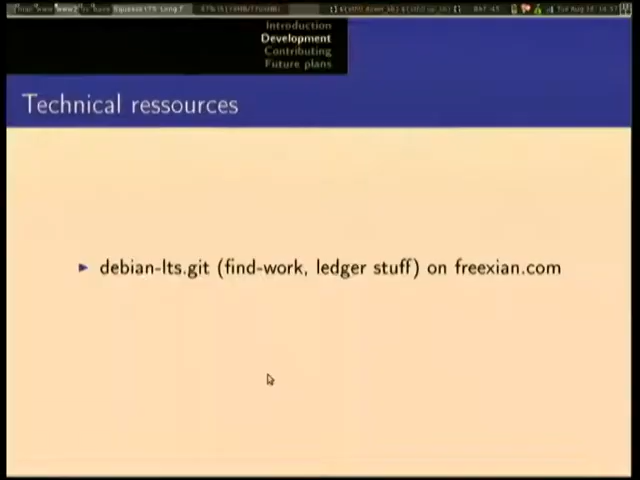 Introduction
Development
Contributing
Future plans
Technical ressources
debian-lts.git (find-work, ledger stuff) on freexian.com